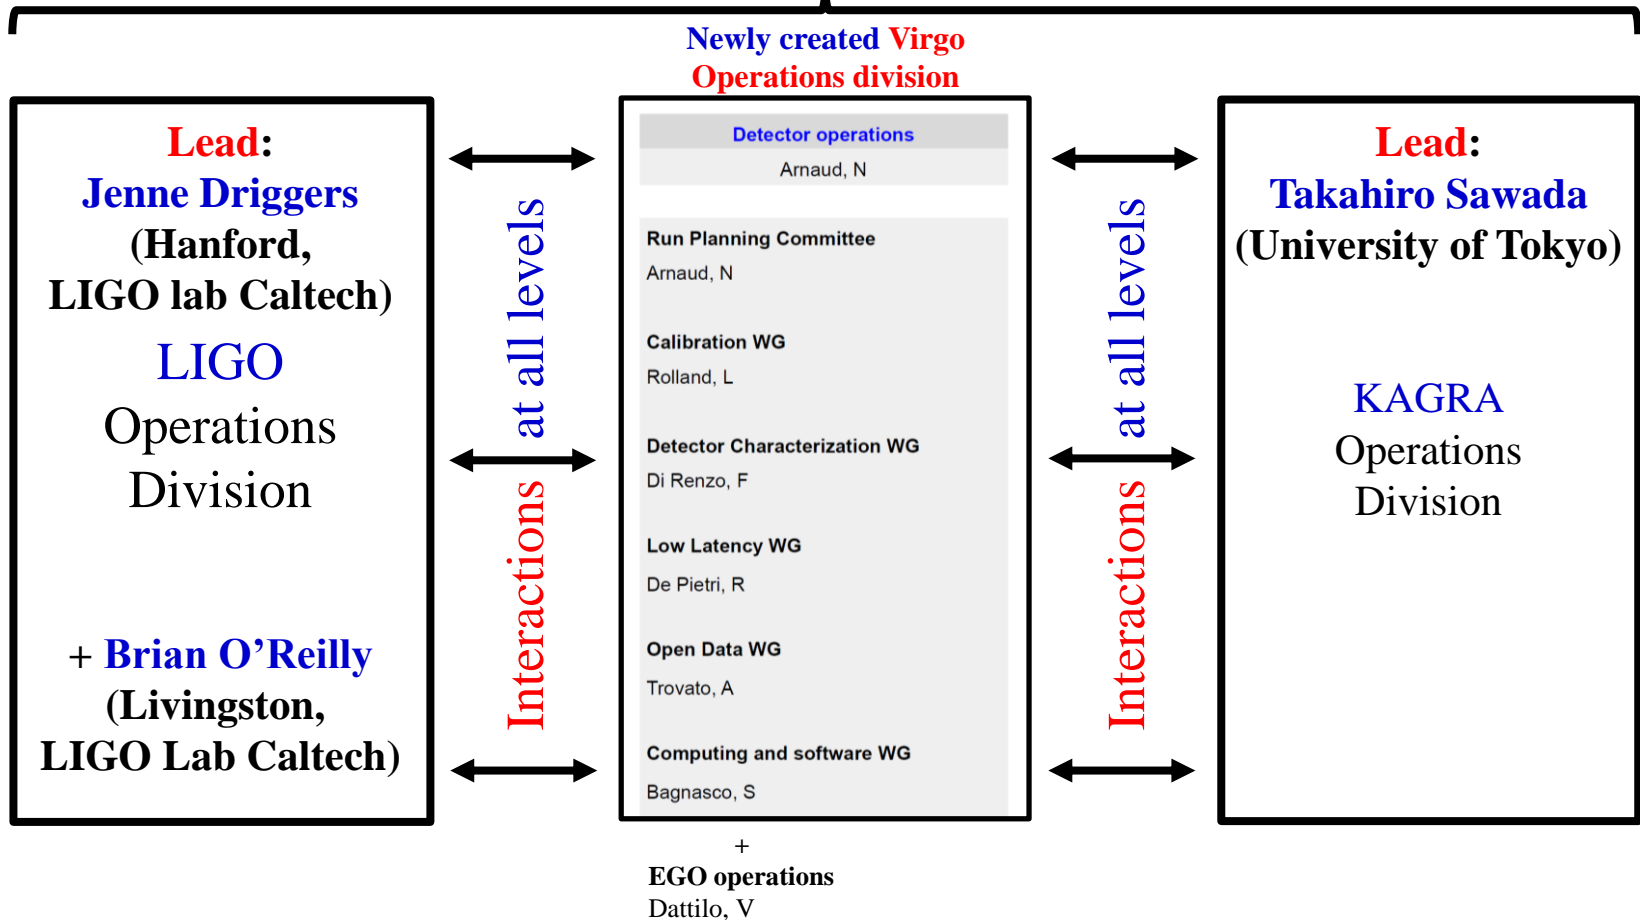 Newly created Virgo
Operations division
Lead:
Jenne Driggers
(Hanford,
LIGO lab Caltech)
LIGO
Operations
Division
+ Brian O’Reilly
(Livingston,
LIGO Lab Caltech)
Interactions at all levels
Detector operations
Arnaud, N
Run Planning Committee
Arnaud, N
Calibration WG
Rolland, L
Detector Characterization WG
Di Renzo, F
Low Latency WG
De Pietri, R
Open Data WG
Trovato, A
Computing and software WG
Bagnasco, S
+
EGO operations
Dattilo, V
Interactions at all levels
Lead:
Takahiro Sawada
(University of Tokyo)
KAGRA
Operations
Division